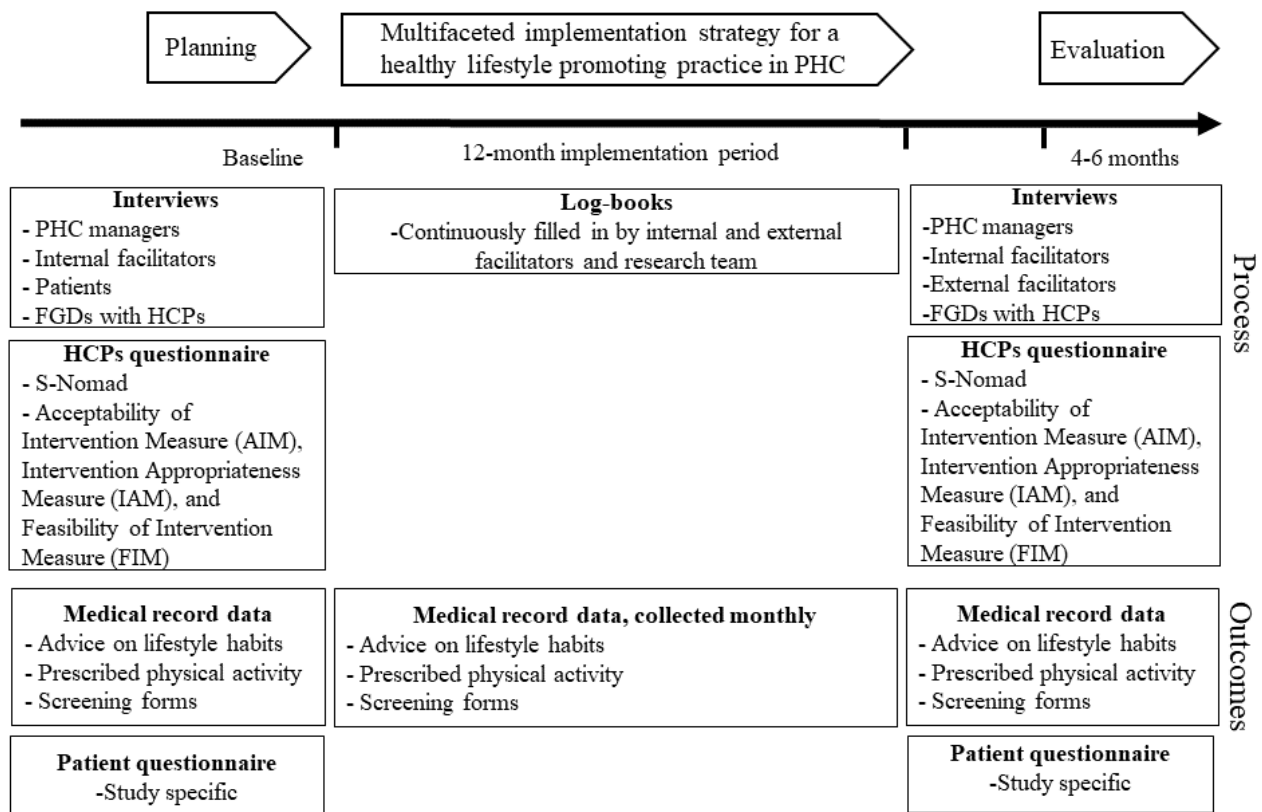 Planning
Multifaceted implementation strategy for a
healthy lifestyle promoting practice in PHC
Evaluation
Baseline
12-month implementation period
4-6 months
Interviews
- PHC managers
- Internal facilitators
- Patients
- FGDs with HCPs
Log-books
-Continuously filled in by internal and external
facilitators and research team
Interviews
-PHC managers
-Internal facilitators
-External facilitators
-FGDs with HCPs
Process
HCPs questionnaire
- S-Nomad
- Acceptability of
Intervention Measure (AIM),
Intervention Appropriateness
Measure (IAM), and
Feasibility of Intervention
Measure (FIM)
HCPs questionnaire
- S-Nomad
- Acceptability of
Intervention Measure (AIM),
Intervention Appropriateness
Measure (IAM), and
Feasibility of Intervention
Measure (FIM)
Medical record data
- Advice on lifestyle habits
- Prescribed physical activity
- Screening forms
Medical record data, collected monthly
- Advice on lifestyle habits
- Prescribed physical activity
- Screening forms
Medical record data
- Advice on lifestyle habits
- Prescribed physical activity
- Screening forms
Outcomes
Patient questionnaire
-Study specific
Patient questionnaire
-Study specific